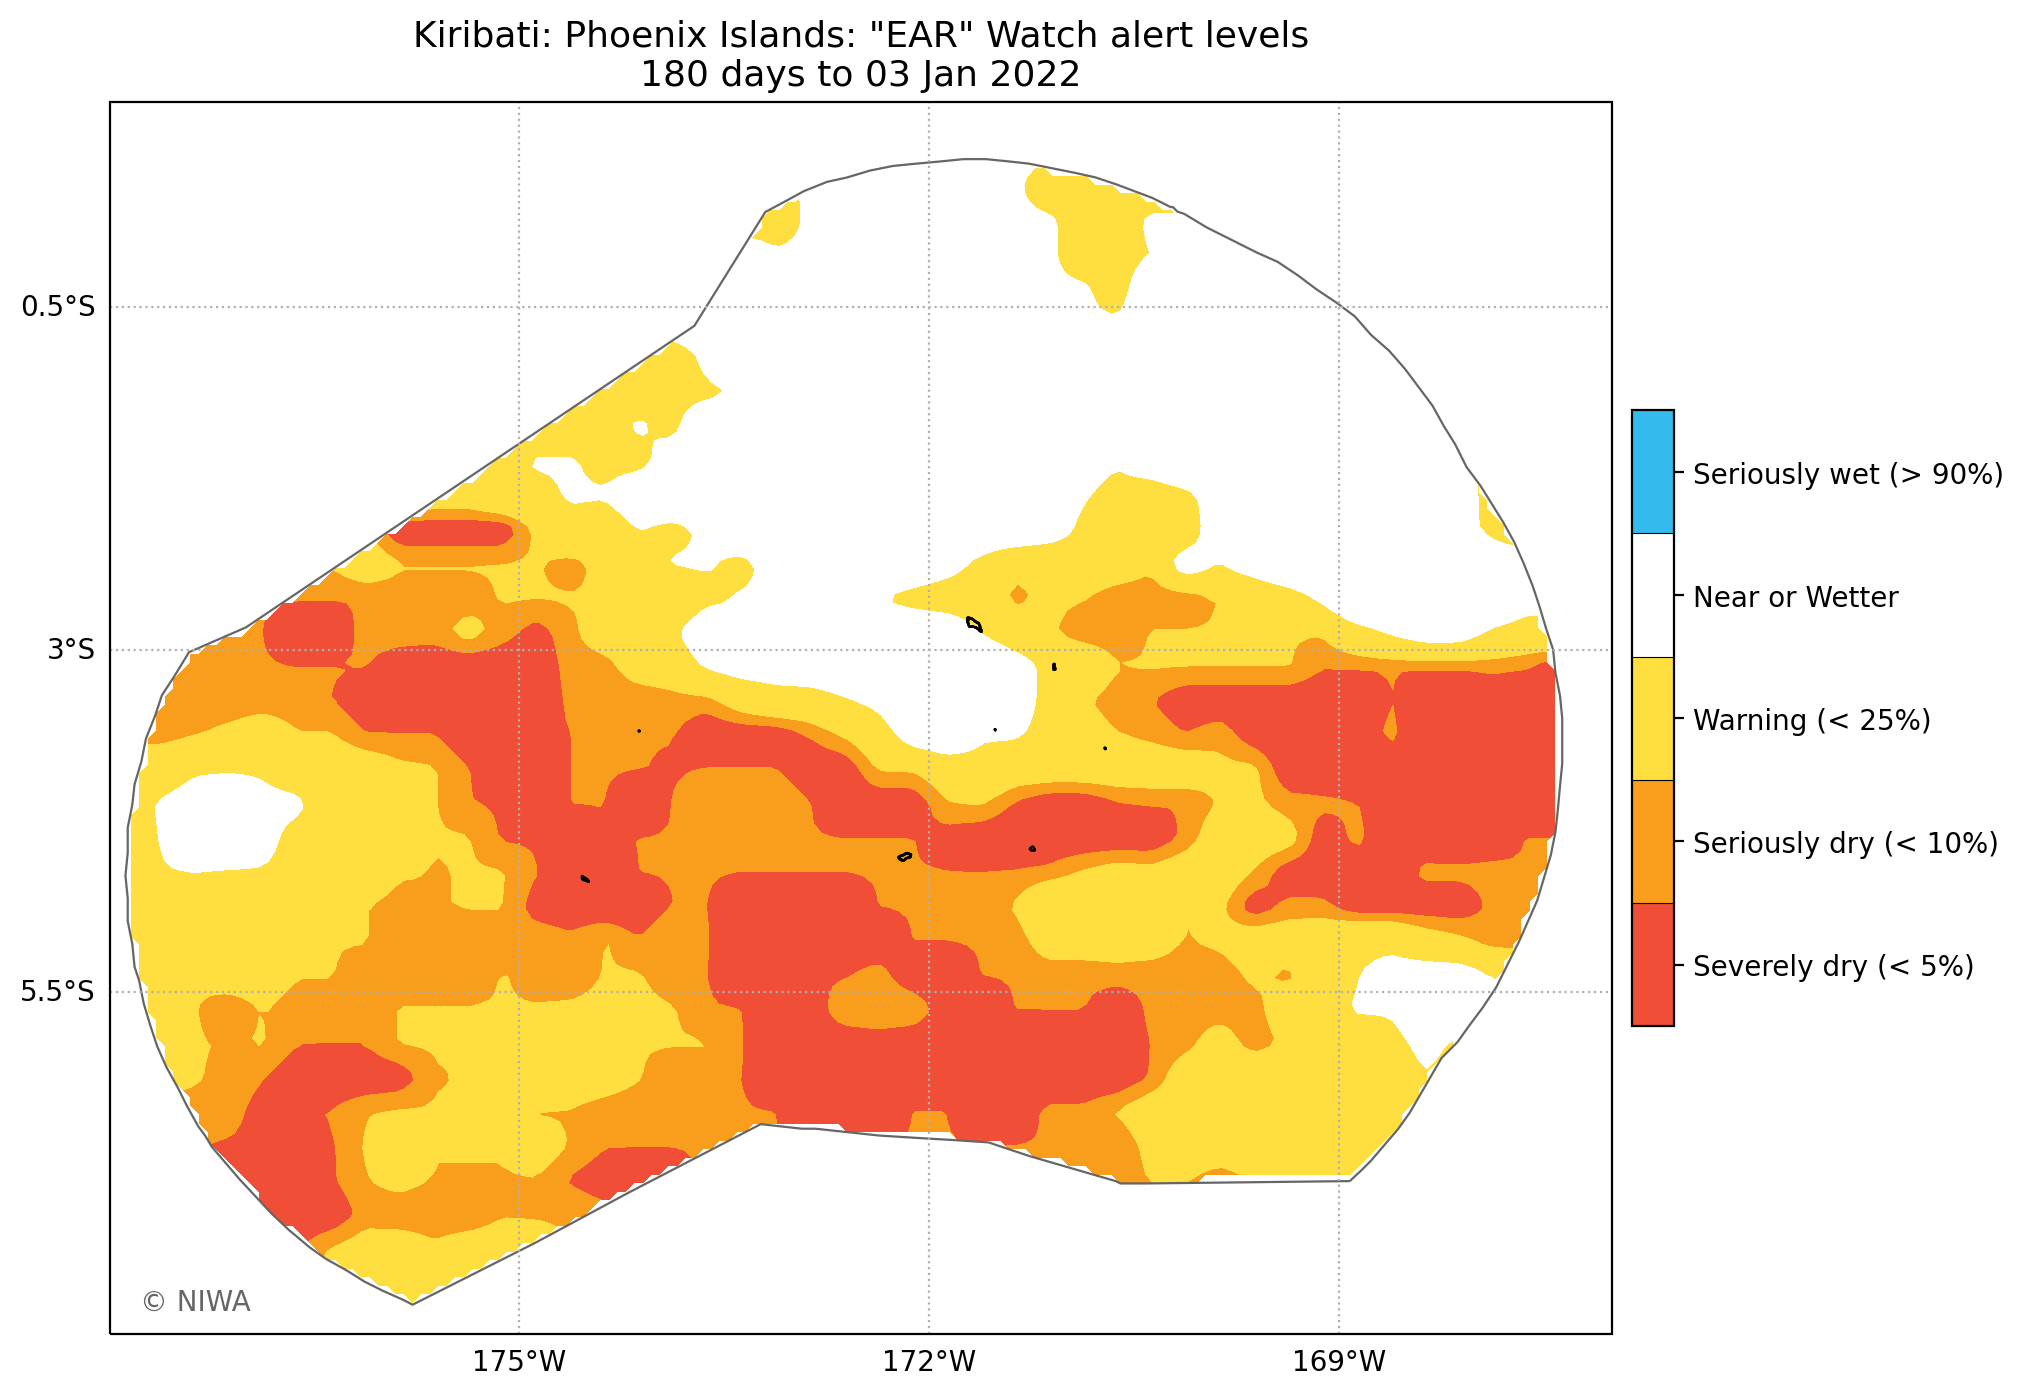 Kiribati: Phoenix Islands: "EAR" Watch alert levels
180 days to 03 Jan 2022
0.5°S
3°S
5.5°S
175°W
172°W
169°W
Seriously wet (> 90%)
Near or Wetter
Warning (< 25%)
Seriously dry (< 10%)
Severely dry (< 5%)
© NIWA